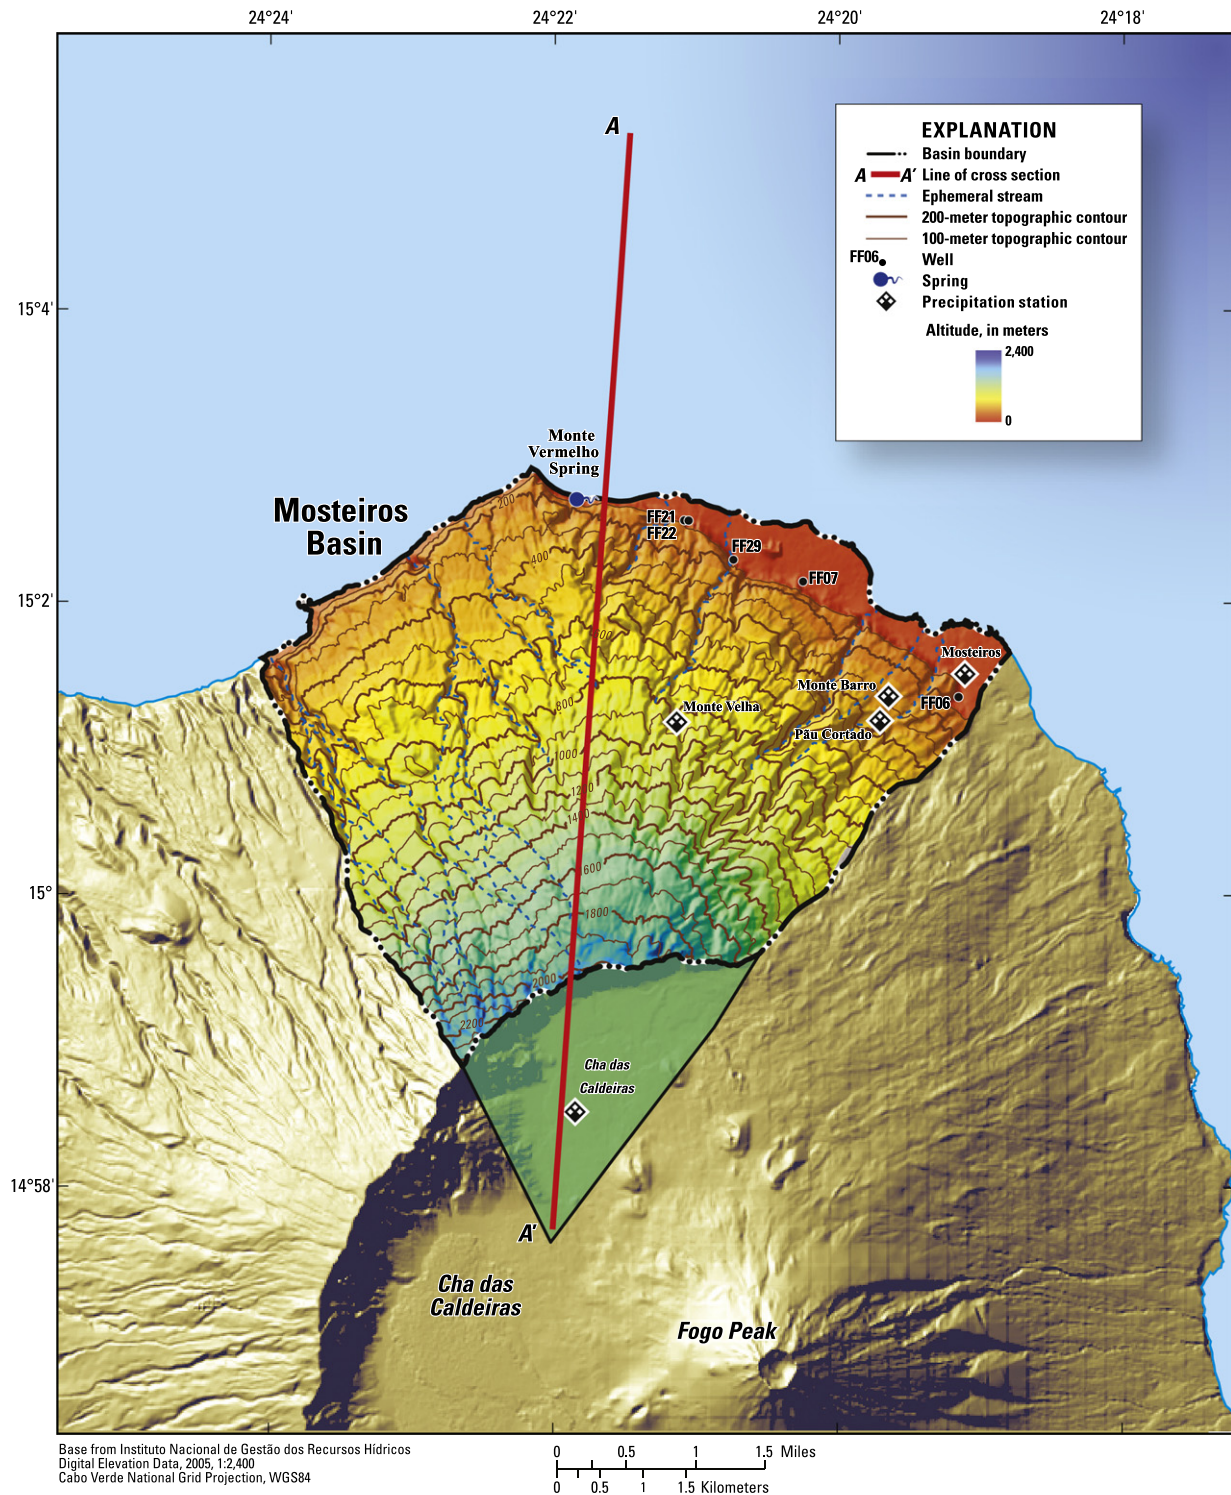 24°24'
24°22'
24°20'
24°18'
A
EXPLANATION
Basin boundary
A A′ Line of cross section
Ephemeral stream
200-meter topographic contour
100-meter topographic contour
FF06 Well
Spring
Precipitation station
Altitude, in meters
2,400
0
15°4'
Monte
Vermelho
Spring
Mosteiros
Basin
200
FF21
FF22
400
FF29
FF07
15°2'
600
Mosteiros
Monte Barro
FF06
800
Monte Velha
Pău Cortado
1000
1200
1400
1600
15°
1800
2000
2200
Cha das
Caldeiras
14°58'
A′
Cha das
Caldeiras
Fogo Peak
Base from Instituto Nacional de Gestão dos Recursos Hídricos
Digital Elevation Data, 2005, 1:2,400
Cabo Verde National Grid Projection, WGS84
0 0.5 1 1.5 Miles
0 0.5 1 1.5 Kilometers